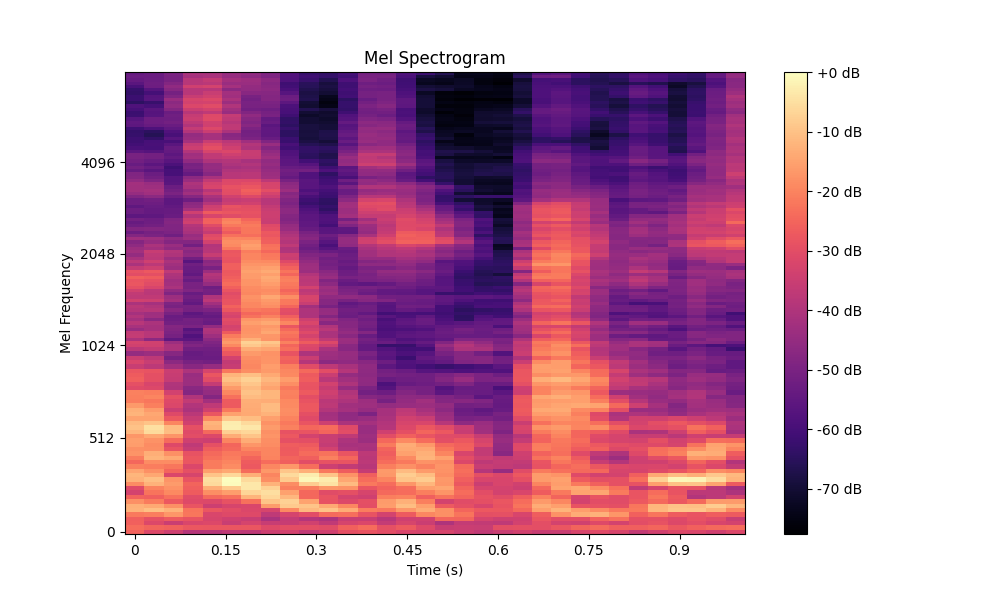 Mel Spectrogram
Mel Frequency
4096
2048
1024
512
0
0 0.15 0.3 0.45 0.6 0.75 0.9
Time (s)
+0 dB
-10 dB
-20 dB
-30 dB
-40 dB
-50 dB
-60 dB
-70 dB